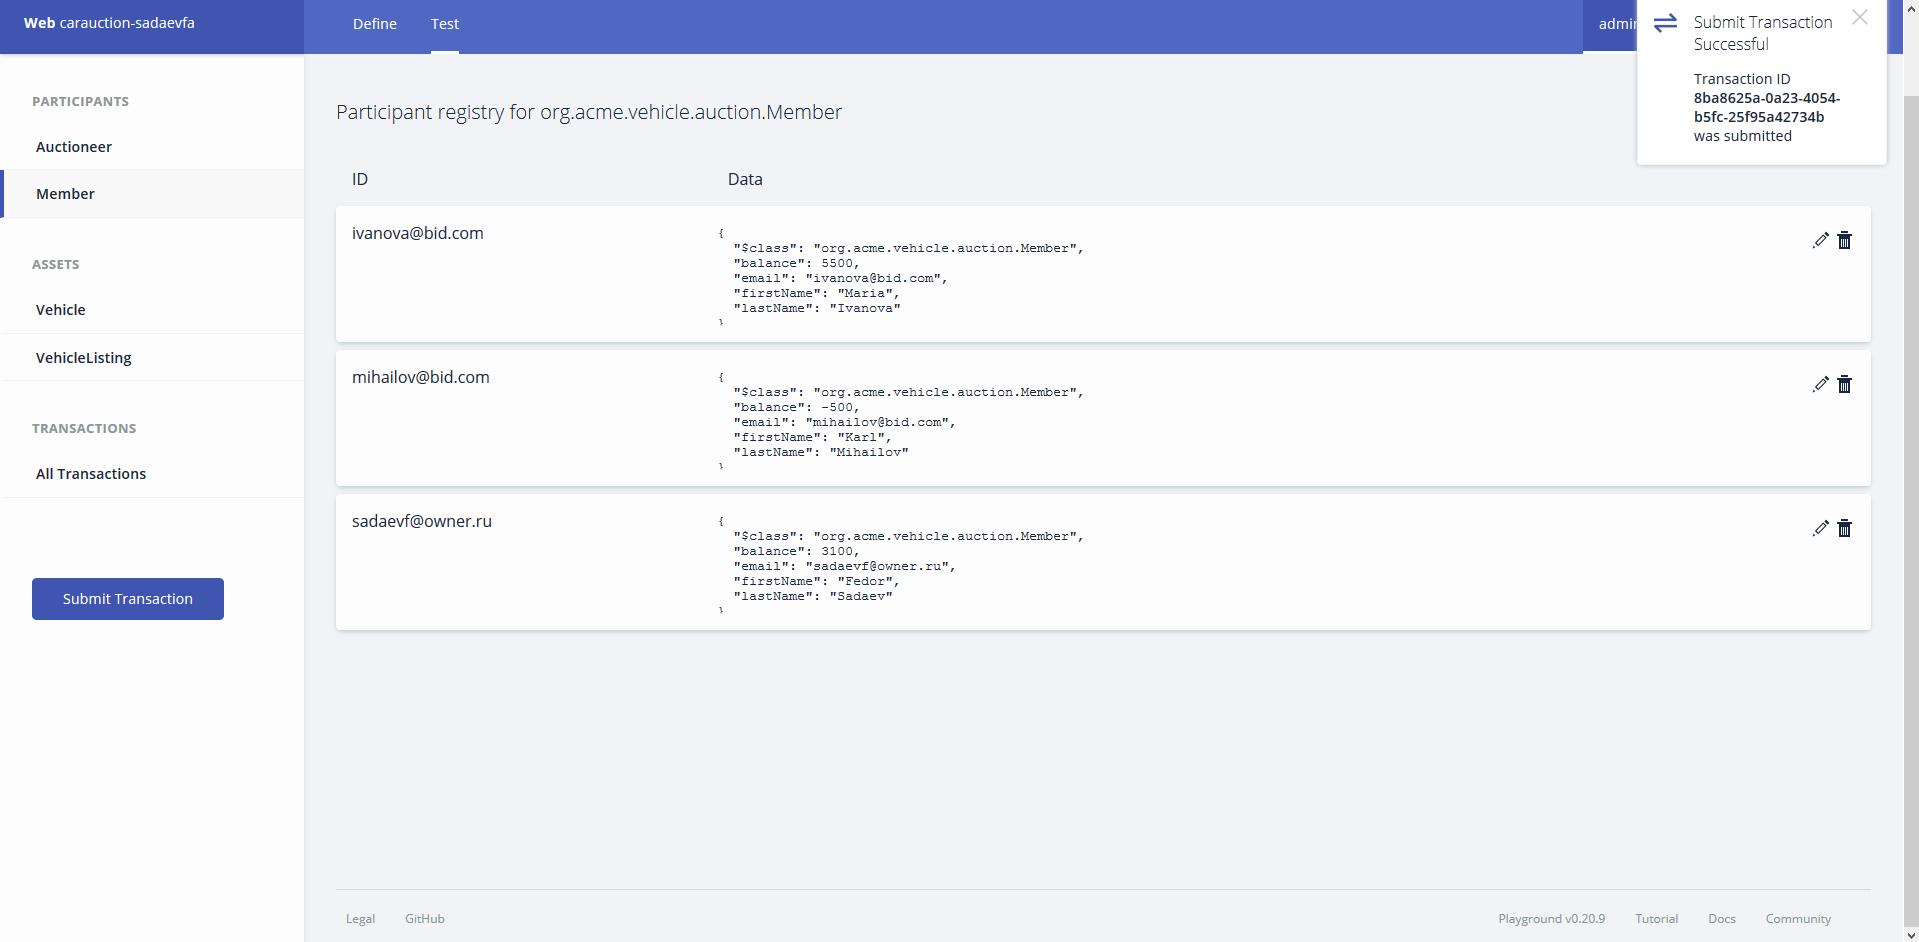 Web carauction-sadaevfa
Define
Test
Submit Transaction
Successful
Transaction ID
8ba8625a-0a23-4054-
b5fc-25f95a42734b
was submitted
PARTICIPANTS
Auctioneer
Member
ASSETS
Vehicle
VehicleListing
TRANSACTIONS
All Transactions
Submit Transaction
Participant registry for org.acme.vehicle.auction.Member
ID
Data
ivanova@bid.com
{
"$class": "org.acme.vehicle.auction.Member",
"balance": 5500,
"email": "ivanova@bid.com",
"firstName": "Maria",
"lastName": "Ivanova"
}
mihailov@bid.com
{
"$class": "org.acme.vehicle.auction.Member",
"balance": -500,
"email": "mihailov@bid.com",
"firstName": "Karl",
"lastName": "Mihailov"
}
sadaevf@owner.ru
{
"$class": "org.acme.vehicle.auction.Member",
"balance": 3100,
"email": "sadaevf@owner.ru",
"firstName": "Fedor",
"lastName": "Sadaev"
}
Legal
GitHub
Playground v0.20.9
Tutorial
Docs
Community